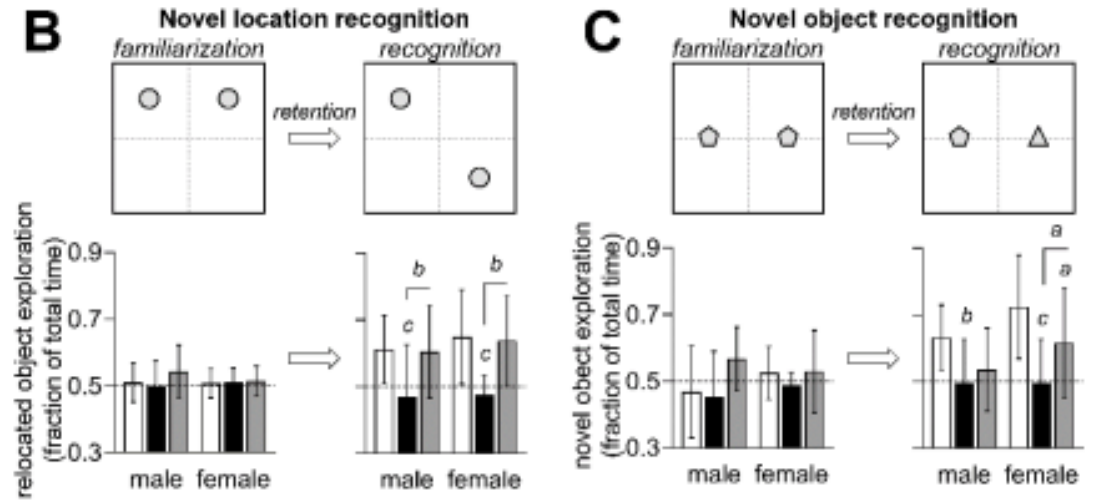 B
Novel location recognition
familiarization
recognition
retention
relocated object exploration
(fraction of total time)
0.9
0.7
0.5
0.3
male female
b
c
b
c
male female
C
Novel object recognition
familiarization
recognition
retention
novel obect exploration
(fraction of total time)
0.9
0.7
0.5
0.3
male female
b
a
a
c
male female